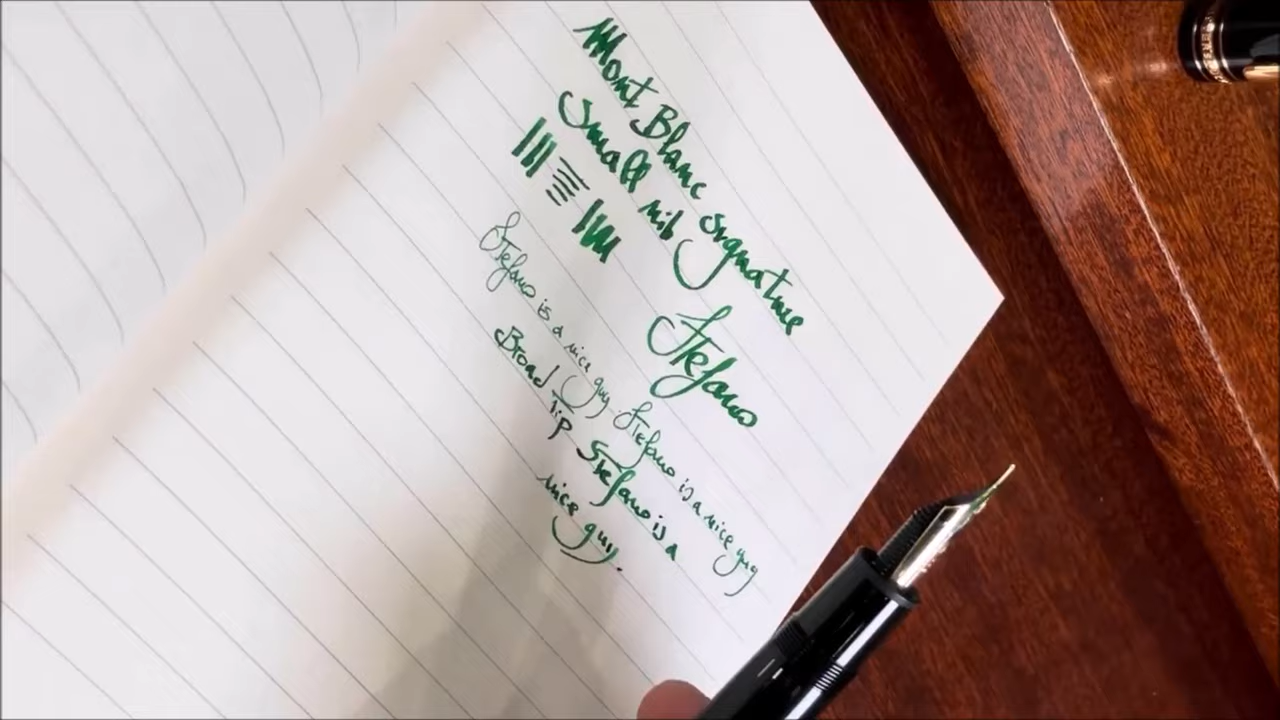 Mont Blanc signature
Small nib
Stefano
Stefano is a nice guy Stefano is a nice guy
Broad Tip Stefano is a
nice guy.